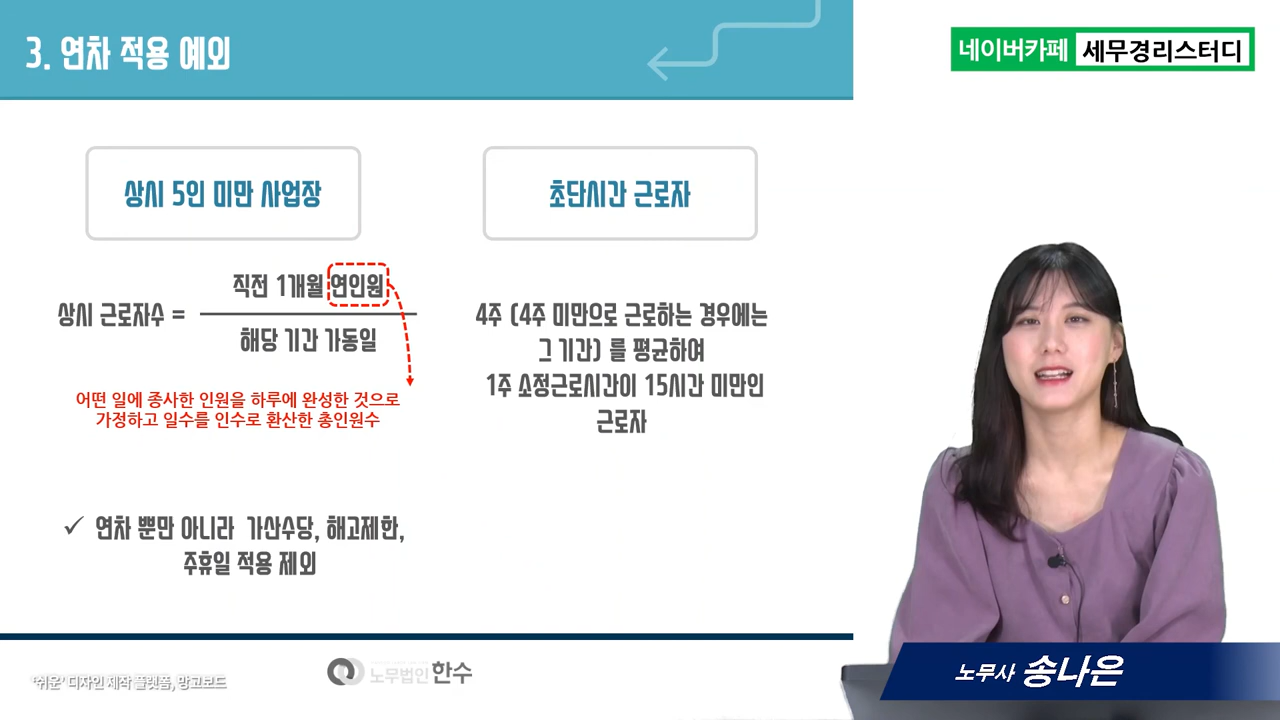 3. 연차 적용 예외
네이버카페 세무경리스터디
상시 5인 미만 사업장
초단시간 근로자
상시 근로자수 =
직전 1개월 연인원
해당 기간 가동일
어떤 일에 종사한 인원을 하루에 완성한 것으로
가정하고 일수를 인수로 환산한 총인원수
4주 (4주 미만으로 근로하는 경우에는
그 기간) 를 평균하여
1주 소정근로시간이 15시간 미만인
근로자
✓ 연차 뿐만 아니라 가산수당, 해고제한,
주휴일 적용 제외
'쉬운' 디자인 제작 플랫폼, 망고보드
노무법인 한수
노무사 송나은